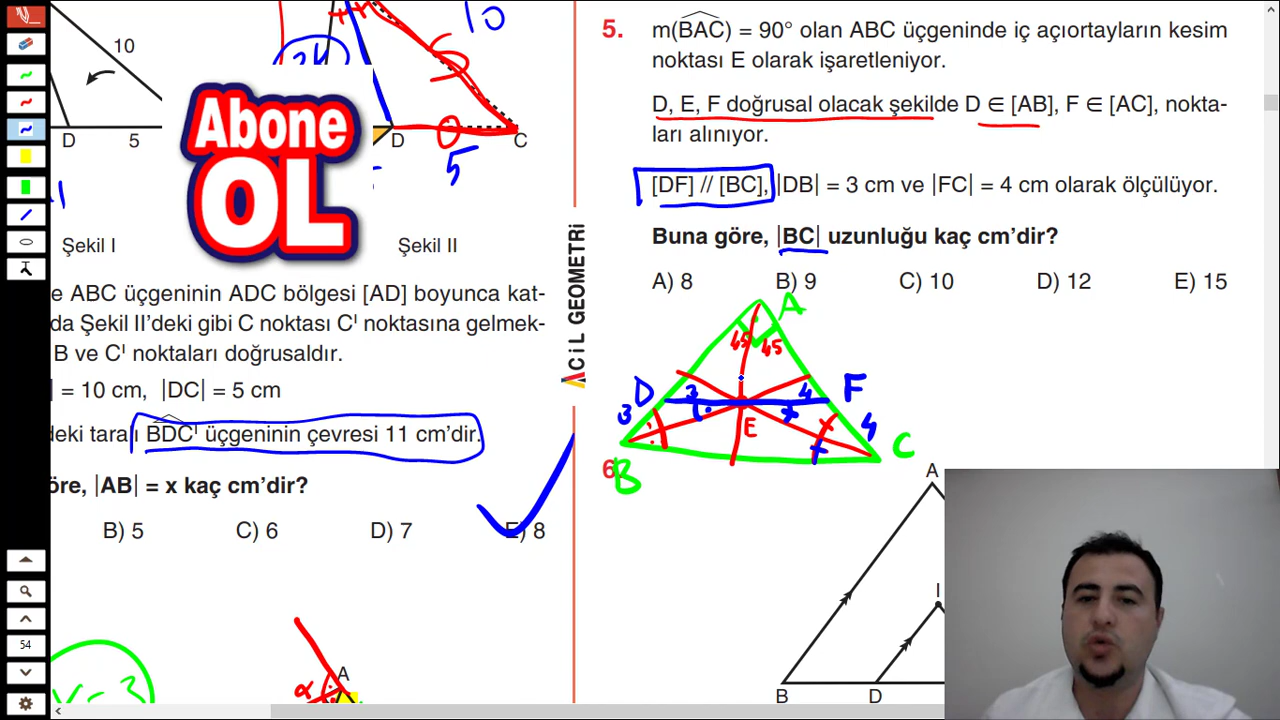 10
10
D
5
D
C
5
Şekil I
Şekil II
Abone
OL
e ABC üçgeninin ADC bölgesi [AD] boyunca kat-
da Şekil II'deki gibi C noktası Cı noktasına gelmek-
B ve Cı noktaları doğrusaldır.
| = 10 cm, |DC| = 5 cm
deki taralı BDCı üçgeninin çevresi 11 cm'dir.
öre, |AB| = x kaç cm'dir?
B) 5 C) 6 D) 7 E) 8
A
α
ACİL GEOMETRİ
5. m(BAC) = 90° olan ABC üçgeninde iç açıortayların kesim
noktası E olarak işaretleniyor.
D, E, F doğrusal olacak şekilde D ∈ [AB], F ∈ [AC], nokta-
ları alınıyor.
[DF] // [BC], |DB| = 3 cm ve |FC| = 4 cm olarak ölçülüyor.
Buna göre, |BC| uzunluğu kaç cm'dir?
A) 8 B) 9 C) 10 D) 12 E) 15
A
45 45
D 3 4 F
3 E 4
B C
6.
A
I
B D
54